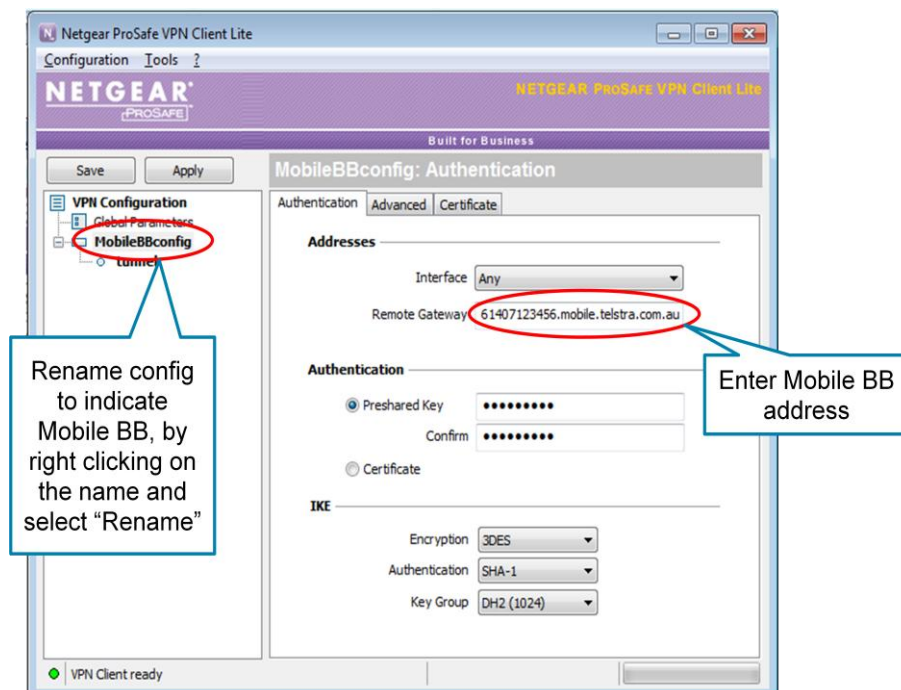 Netgear ProSafe VPN Client Lite
Configuration Tools ?
NETGEAR®
PROSAFE
NETGEAR PROSAFE VPN Client Lite
Built for Business
Save Apply
MobileBBconfig: Authentication
VPN Configuration
Global Parameters
MobileBBconfig
tunnel
Authentication Advanced Certificate
Addresses
Interface Any
Remote Gateway 61407123456.mobile.telstra.com.au
Authentication
Preshared Key •••••••••
Confirm •••••••••
Certificate
IKE
Encryption 3DES
Authentication SHA-1
Key Group DH2 (1024)
Rename config
to indicate
Mobile BB, by
right clicking on
the name and
select “Rename”
Enter Mobile BB
address
VPN Client ready